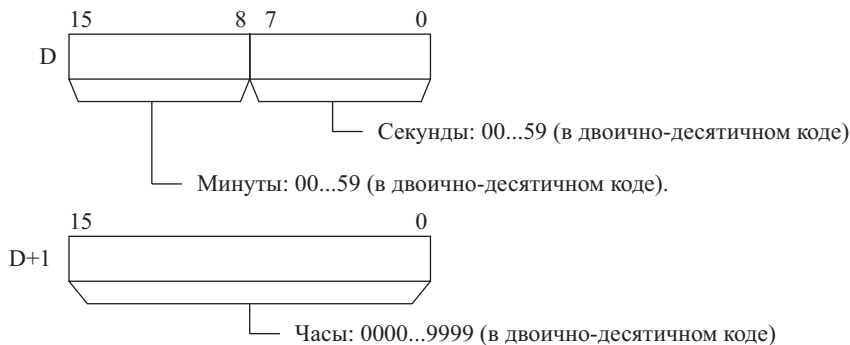 15 8 7 0
D
Секунды: 00...59 (в двоично-десятичном коде)
Минуты: 00...59 (в двоично-десятичном коде).
15 0
D+1
Часы: 0000...9999 (в двоично-десятичном коде)